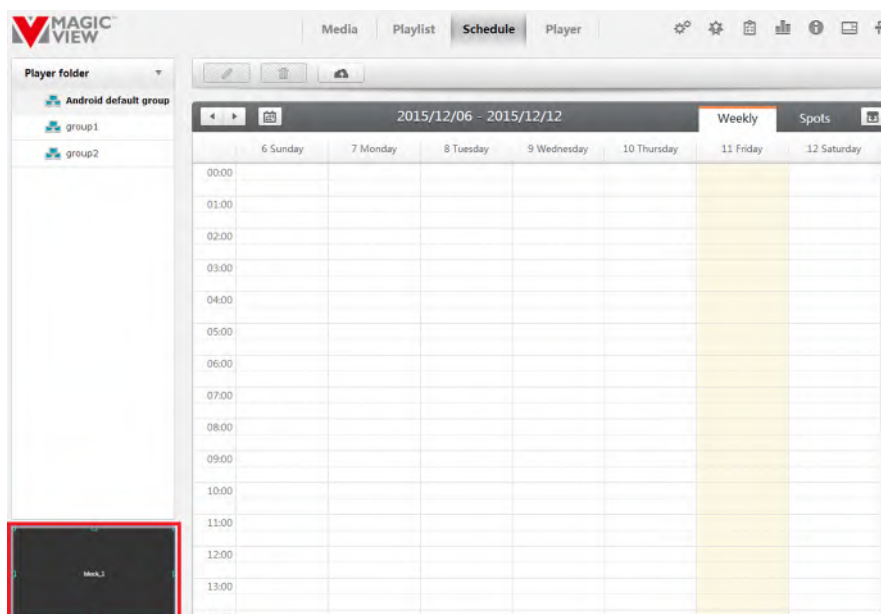 MAGIC™
VIEW
Media Playlist Schedule Player
Player folder
Android default group
group1
group2
2015/12/06 - 2015/12/12
Weekly Spots
6 Sunday 7 Monday 8 Tuesday 9 Wednesday 10 Thursday 11 Friday 12 Saturday
00:00
01:00
02:00
03:00
04:00
05:00
06:00
07:00
08:00
09:00
10:00
11:00
12:00
13:00
block_1